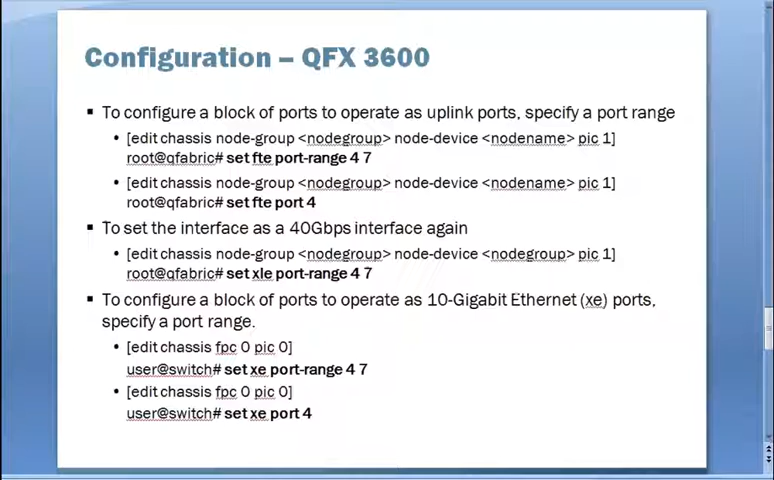 Configuration – QFX 3600
▪ To configure a block of ports to operate as uplink ports, specify a port range
• [edit chassis node-group <nodegroup> node-device <nodename> pic 1]
root@qfabric# set fte port-range 4 7
• [edit chassis node-group <nodegroup> node-device <nodename> pic 1]
root@qfabric# set fte port 4
▪ To set the interface as a 40Gbps interface again
• [edit chassis node-group <nodegroup> node-device <nodegroup> pic 1]
root@qfabric# set xle port-range 4 7
▪ To configure a block of ports to operate as 10-Gigabit Ethernet (xe) ports,
specify a port range.
• [edit chassis fpc 0 pic 0]
user@switch# set xe port-range 4 7
• [edit chassis fpc 0 pic 0]
user@switch# set xe port 4